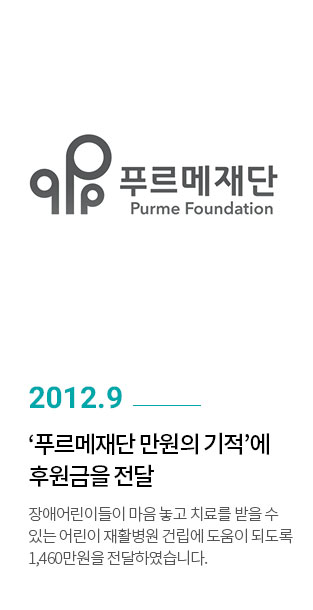 푸르메재단
Purme Foundation
2012.9
‘푸르메재단 만원의 기적’에
후원금을 전달
장애어린이들이 마음 놓고 치료를 받을 수
있는 어린이 재활병원 건립에 도움이 되도록
1,460만원을 전달하였습니다.